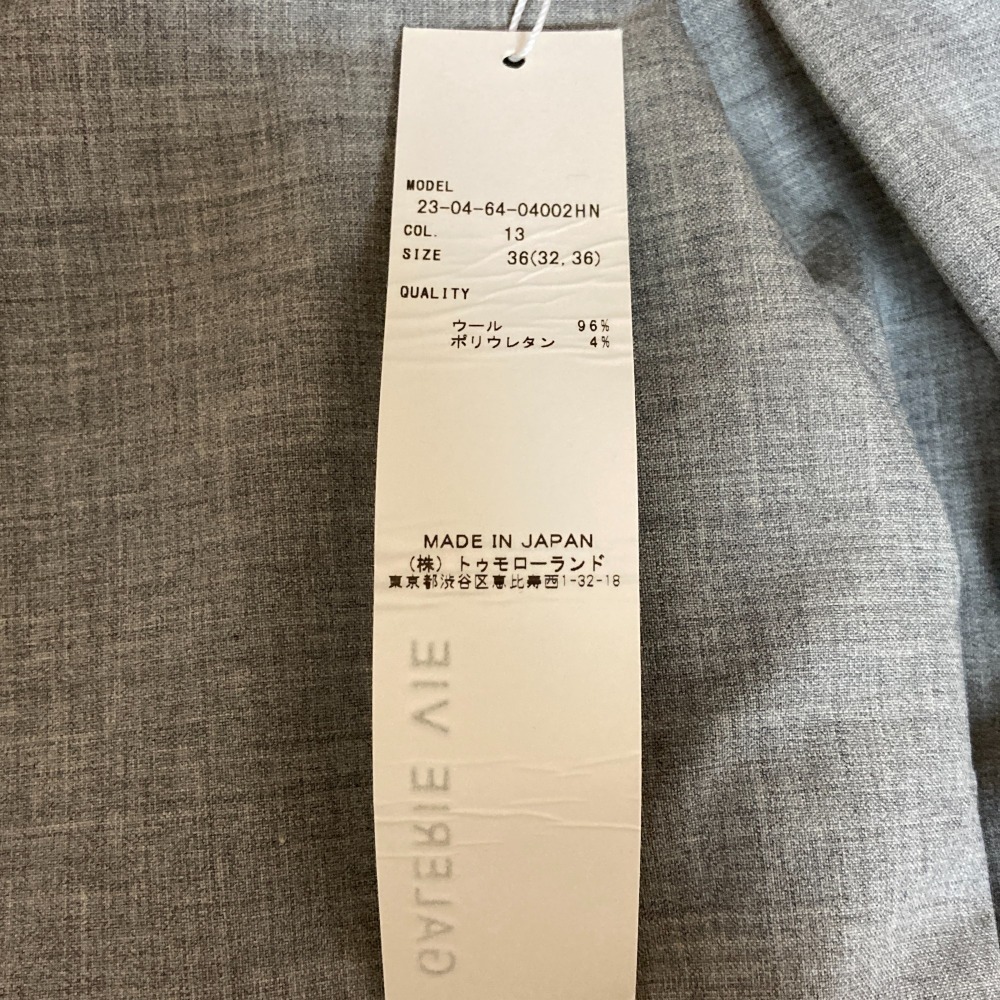 MODEL
23-04-64-04002HN
COL. 13
SIZE 36(32,36)
QUALITY
ウール 96%
ポリウレタン 4%
MADE IN JAPAN
(株) トゥモローランド
東京都渋谷区恵比寿西1-32-18
GALERIE VIE